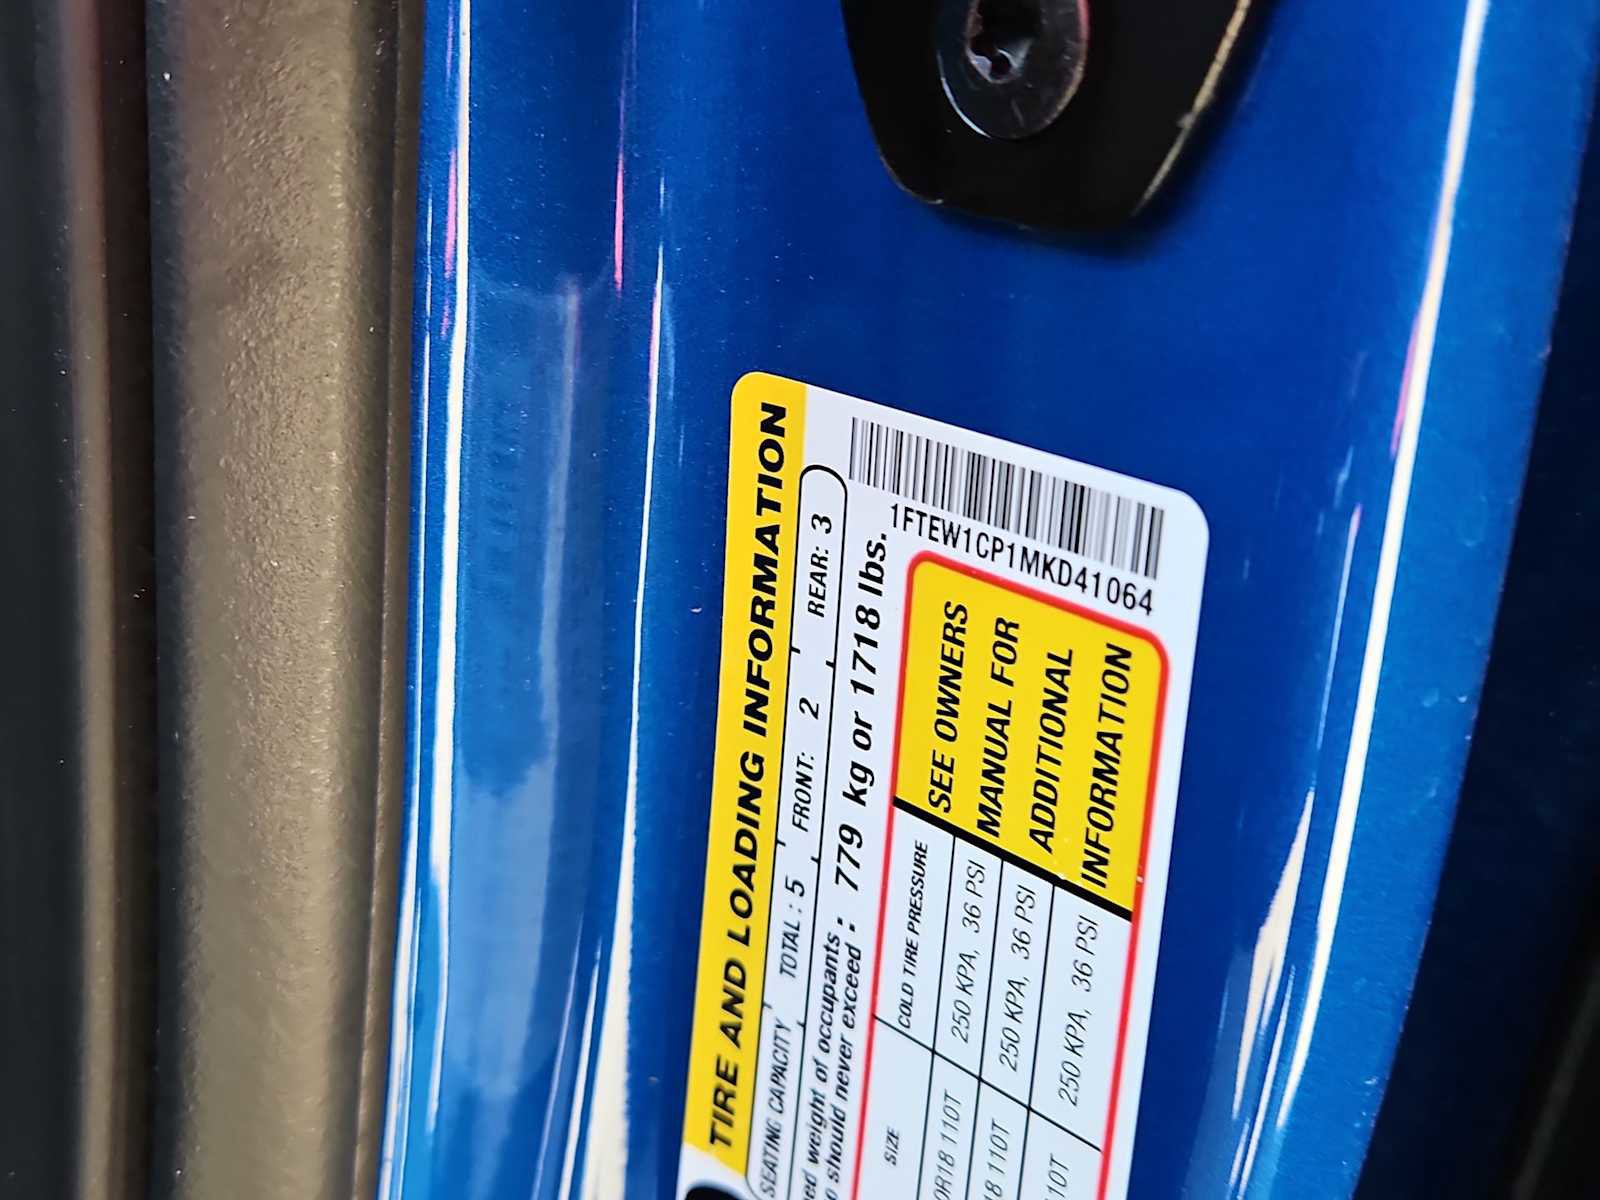 TIRE AND LOADING INFORMATION
SEATING CAPACITY TOTAL : 5 FRONT: 2 REAR: 3
weight of occupants
should never exceed : 779 kg or 1718 lbs.
1FTEW1CP1MKD41064
SIZE COLD TIRE PRESSURE
110T 250 KPA, 36 PSI
110T 250 KPA, 36 PSI
250 KPA, 36 PSI
SEE OWNERS
MANUAL FOR
ADDITIONAL
INFORMATION